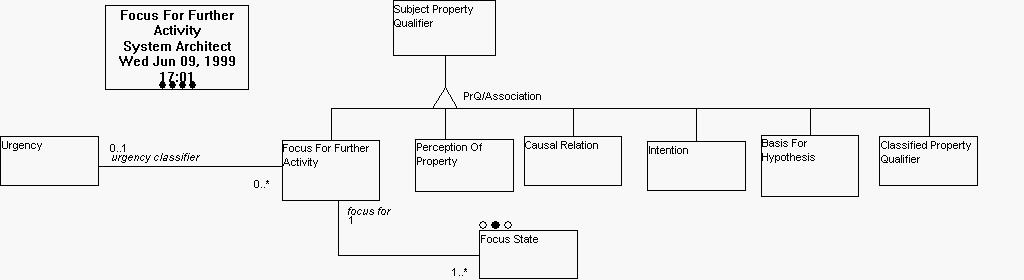 Focus For Further
Activity
System Architect
Wed Jun 09, 1999
17:01
Subject Property
Qualifier
PrQ/Association
Urgency
0..1
urgency classifier
0..*
Focus For Further
Activity
Perception Of
Property
Causal Relation
Intention
Basis For
Hypothesis
Classified Property
Qualifier
focus for
1
Focus State
1..*